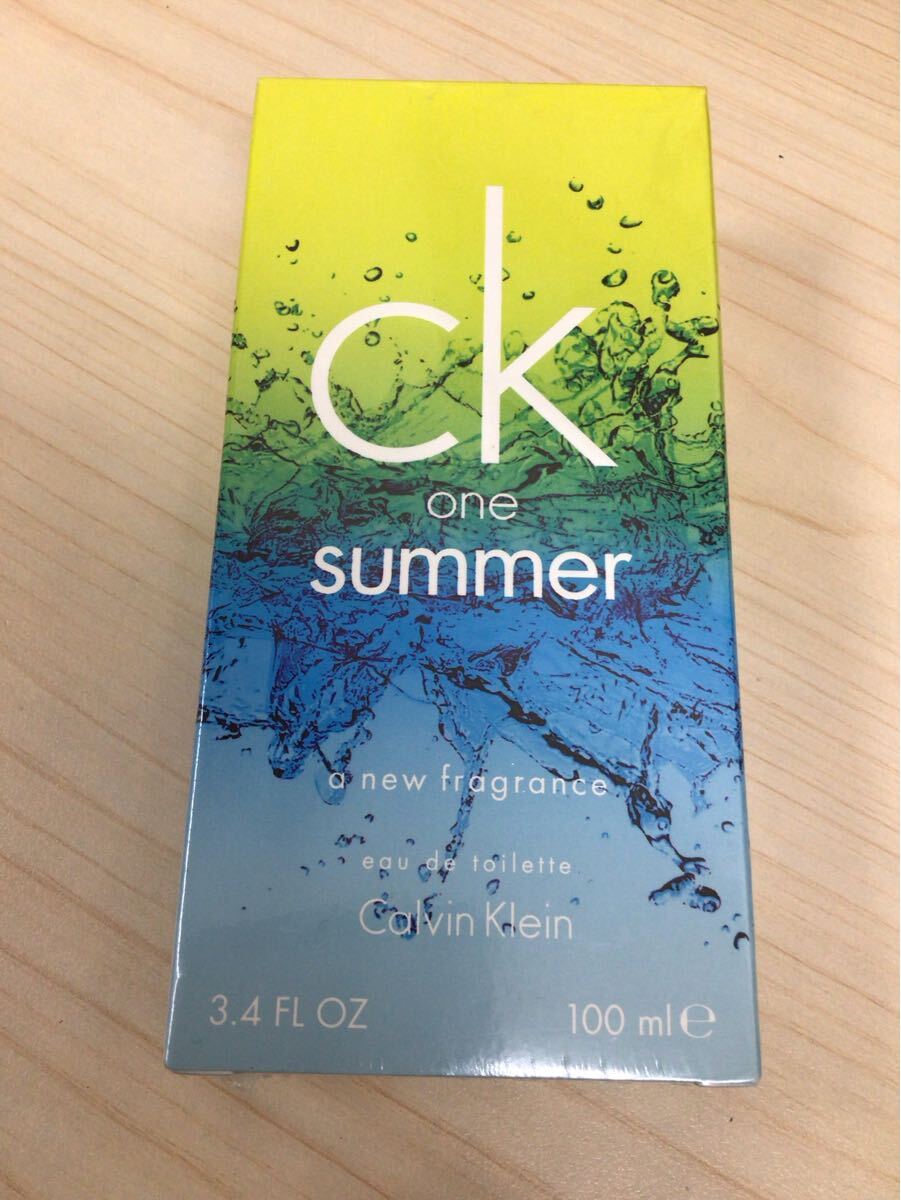 ck
one
summer
a new fragrance
eau de toilette
Calvin Klein
3.4 FL OZ 100 ml ℮